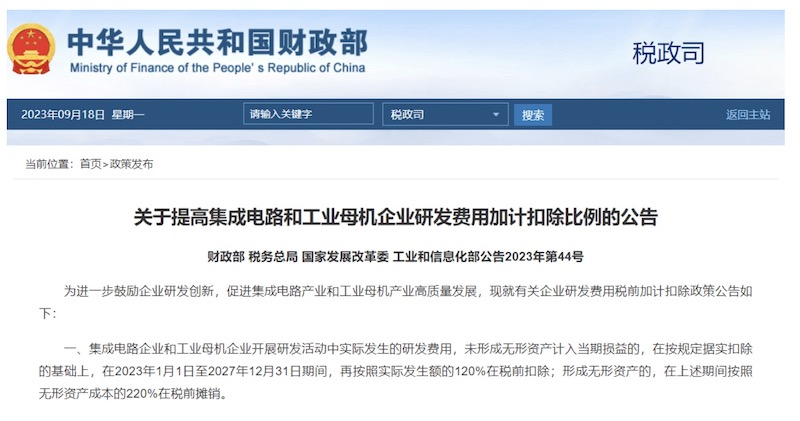 中华人民共和国财政部
Ministry of Finance of the People's Republic of China
税政司
2023年09月18日 星期一
请输入关键字
税政司
搜索
返回主站
当前位置：首页>政策发布
关于提高集成电路和工业母机企业研发费用加计扣除比例的公告
财政部 税务总局 国家发展改革委 工业和信息化部公告2023年第44号
为进一步鼓励企业研发创新，促进集成电路产业和工业母机产业高质量发展，现就有关企业研发费用税前加计扣除政策公告如
下：
一、集成电路企业和工业母机企业开展研发活动中实际发生的研发费用，未形成无形资产计入当期损益的，在按规定据实扣除
的基础上，在2023年1月1日至2027年12月31日期间，再按照实际发生额的120%在税前扣除；形成无形资产的，在上述期间按照
无形资产成本的220%在税前摊销。